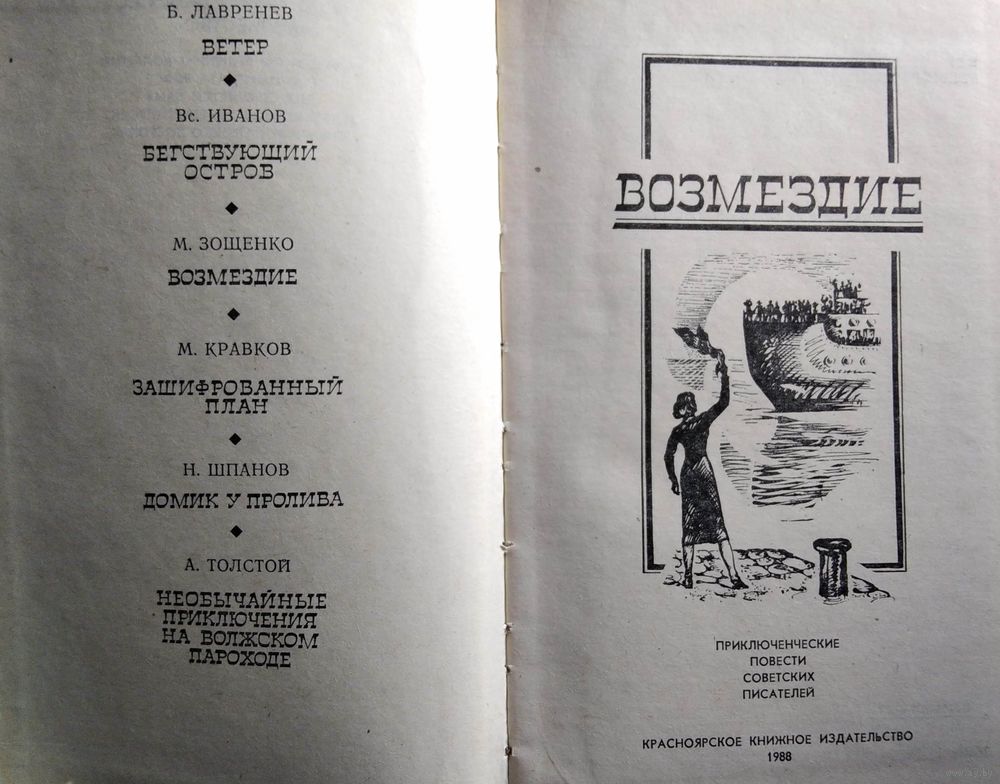 Б. ЛАВРЕНЕВ
ВЕТЕР
Вс. ИВАНОВ
БЕГСТВУЮЩИЙ
ОСТРОВ
М. ЗОЩЕНКО
ВОЗМЕЗДИЕ
М. КРАВКОВ
ЗАШИФРОВАННЫЙ
ПЛАН
Н. ШПАНОВ
ДОМИК У ПРОЛИВА
А. ТОЛСТОЙ
НЕОБЫЧАЙНЫЕ
ПРИКЛЮЧЕНИЯ
НА ВОЛЖСКОМ
ПАРОХОДЕ
ВОЗМЕЗДИЕ
ПРИКЛЮЧЕНЧЕСКИЕ
ПОВЕСТИ
СОВЕТСКИХ
ПИСАТЕЛЕЙ
КРАСНОЯРСКОЕ КНИЖНОЕ ИЗДАТЕЛЬСТВО
1988